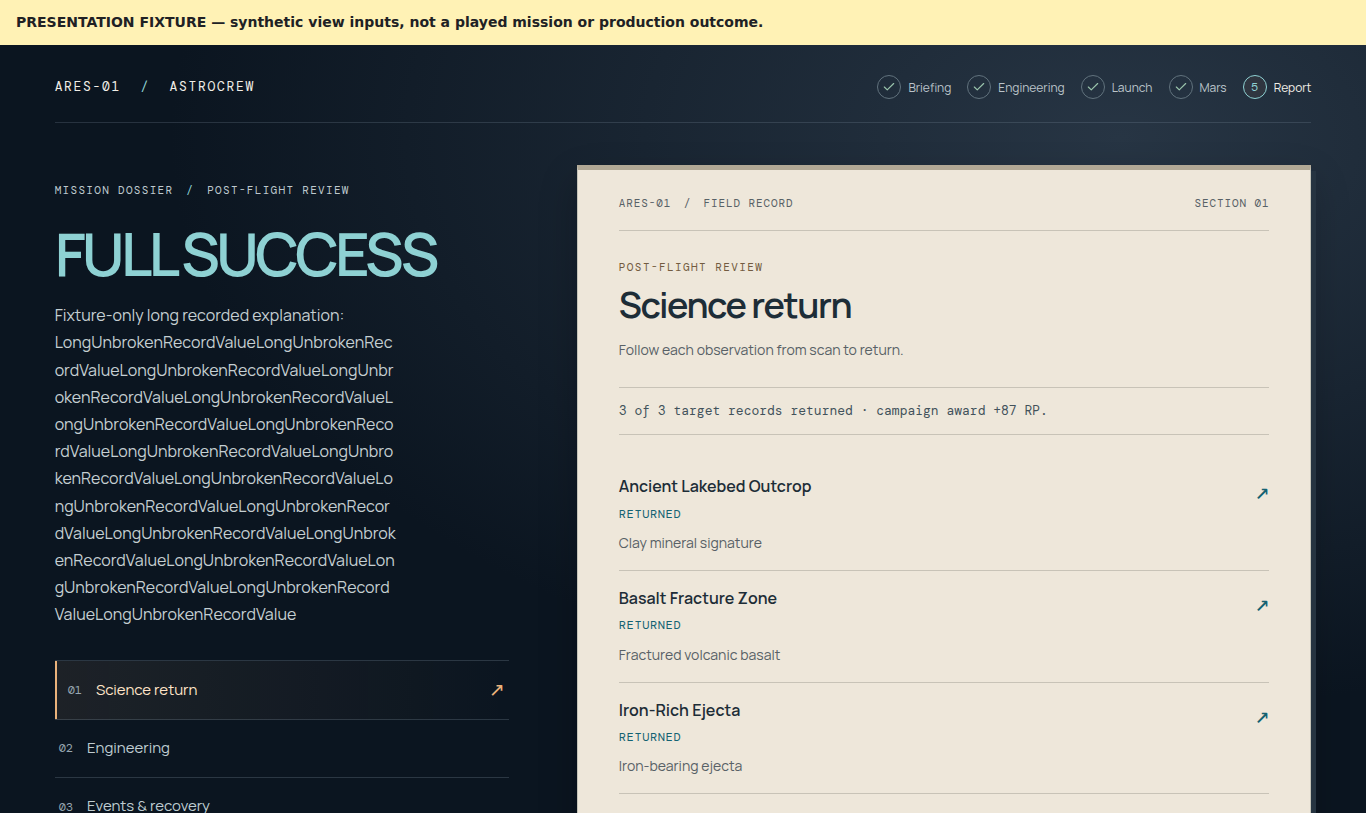 PRESENTATION FIXTURE — synthetic view inputs, not a played mission or production outcome.
ARES-01 / ASTROCREW
Briefing
Engineering
Launch
Mars
5 Report
MISSION DOSSIER / POST-FLIGHT REVIEW
FULL SUCCESS
Fixture-only long recorded explanation:
LongUnbrokenRecordValueLongUnbrokenRec
ordValueLongUnbrokenRecordValueLongUnbr
okenRecordValueLongUnbrokenRecordValueL
ongUnbrokenRecordValueLongUnbrokenReco
rdValueLongUnbrokenRecordValueLongUnbro
kenRecordValueLongUnbrokenRecordValueLo
ngUnbrokenRecordValueLongUnbrokenRecor
dValueLongUnbrokenRecordValueLongUnbrok
enRecordValueLongUnbrokenRecordValueLon
gUnbrokenRecordValueLongUnbrokenRecord
ValueLongUnbrokenRecordValue
01 Science return ↗
02 Engineering
03 Events & recovery
ARES-01 / FIELD RECORD
SECTION 01
POST-FLIGHT REVIEW
Science return
Follow each observation from scan to return.
3 of 3 target records returned · campaign award +87 RP.
Ancient Lakebed Outcrop ↗
RETURNED
Clay mineral signature
Basalt Fracture Zone ↗
RETURNED
Fractured volcanic basalt
Iron-Rich Ejecta ↗
RETURNED
Iron-bearing ejecta